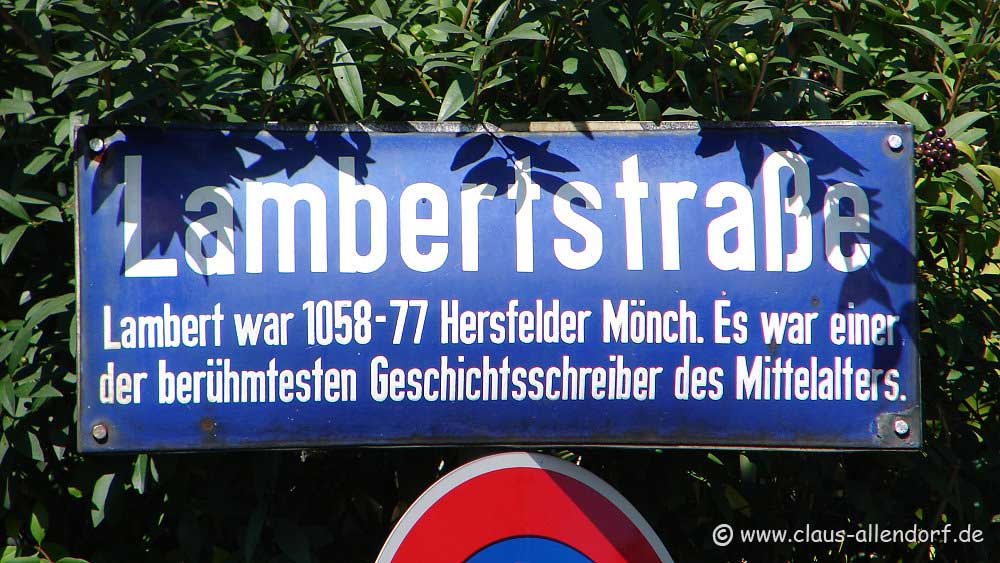 Lambertstraße
Lambert war 1058-77 Hersfelder Mönch. Es war einer
der berühmtesten Geschichtsschreiber des Mittelalters.
© www.claus-allendorf.de